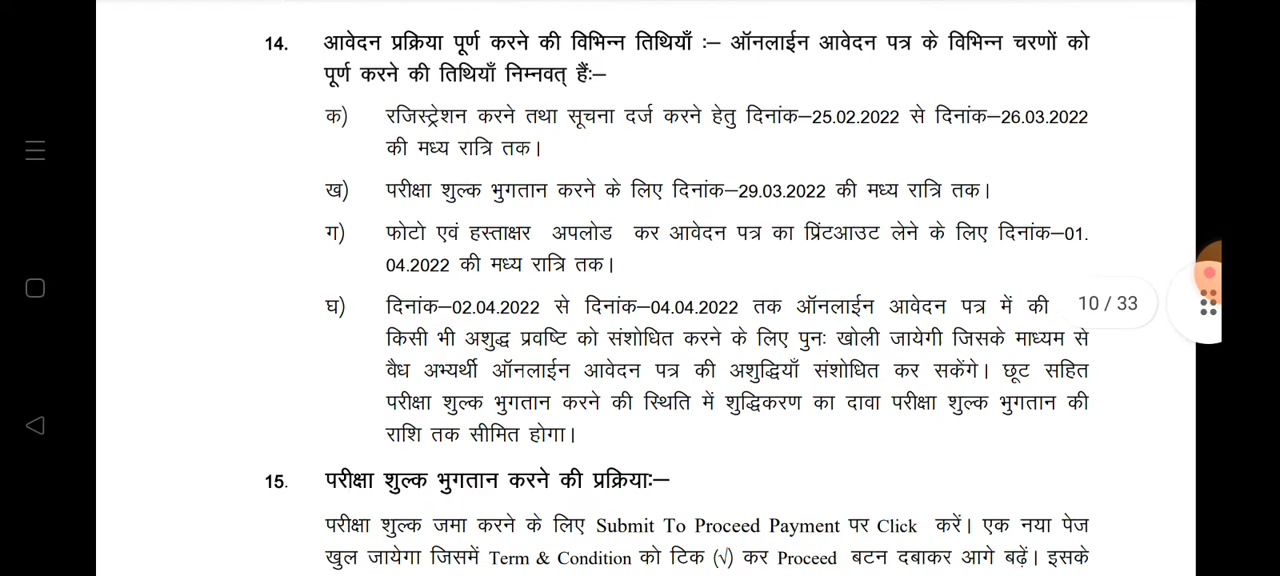 14. आवेदन प्रक्रिया पूर्ण करने की विभिन्न तिथियाँ :– ऑनलाईन आवेदन पत्र के विभिन्न चरणों को
पूर्ण करने की तिथियाँ निम्नवत् हैंः–
क) रजिस्ट्रेशन करने तथा सूचना दर्ज करने हेतु दिनांक–25.02.2022 से दिनांक–26.03.2022
की मध्य रात्रि तक।
ख) परीक्षा शुल्क भुगतान करने के लिए दिनांक–29.03.2022 की मध्य रात्रि तक।
ग) फोटो एवं हस्ताक्षर अपलोड कर आवेदन पत्र का प्रिंटआउट लेने के लिए दिनांक–01.
04.2022 की मध्य रात्रि तक।
घ) दिनांक–02.04.2022 से दिनांक–04.04.2022 तक ऑनलाईन आवेदन पत्र में की
10 / 33
किसी भी अशुद्ध प्रवष्टि को संशोधित करने के लिए पुनः खोली जायेगी जिसके माध्यम से
वैध अभ्यर्थी ऑनलाईन आवेदन पत्र की अशुद्धियाँ संशोधित कर सकेंगे। छूट सहित
परीक्षा शुल्क भुगतान करने की स्थिति में शुद्धिकरण का दावा परीक्षा शुल्क भुगतान की
राशि तक सीमित होगा।
15. परीक्षा शुल्क भुगतान करने की प्रक्रियाः–
परीक्षा शुल्क जमा करने के लिए Submit To Proceed Payment पर Click करें। एक नया पेज
खुल जायेगा जिसमें Term & Condition को टिक (√) कर Proceed बटन दबाकर आगे बढ़ें। इसके